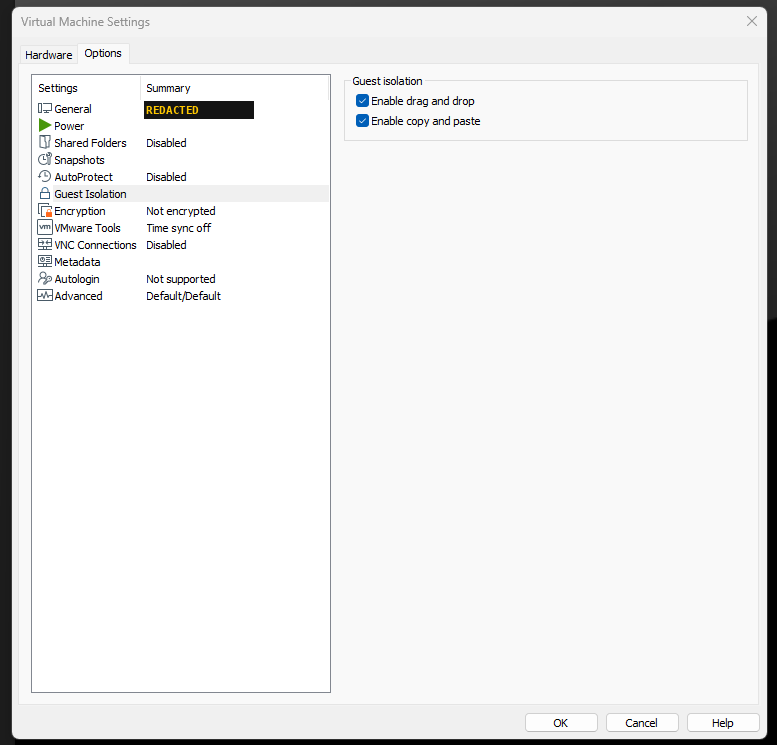 Virtual Machine Settings
Hardware Options
Settings Summary
General REDACTED
Power
Shared Folders Disabled
Snapshots
AutoProtect Disabled
Guest Isolation
Encryption Not encrypted
vm VMware Tools Time sync off
VNC Connections Disabled
Metadata
Autologin Not supported
Advanced Default/Default
Guest isolation
Enable drag and drop
Enable copy and paste
OK Cancel Help